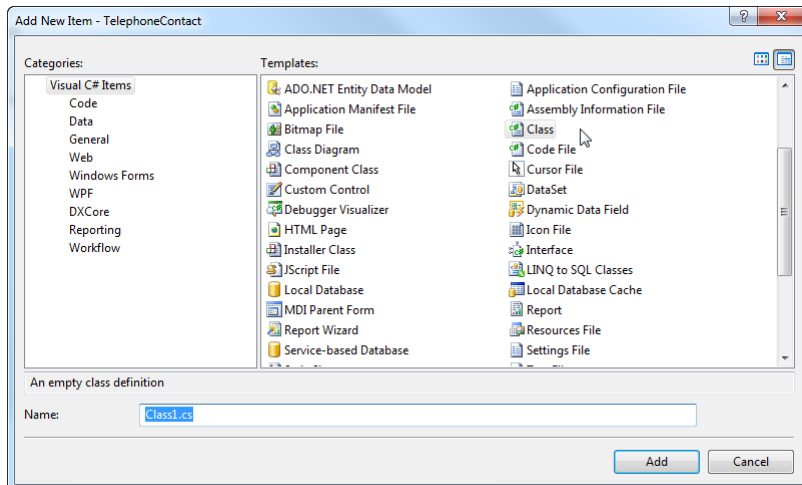 Add New Item - TelephoneContact
Categories:
Templates:
Visual C# Items
Code
Data
General
Web
Windows Forms
WPF
DXCore
Reporting
Workflow
ADO.NET Entity Data Model
Application Configuration File
Application Manifest File
Assembly Information File
Bitmap File
Class
Class Diagram
Code File
Component Class
Cursor File
Custom Control
DataSet
Debugger Visualizer
Dynamic Data Field
HTML Page
Icon File
Installer Class
Interface
JScript File
LINQ to SQL Classes
Local Database
Local Database Cache
MDI Parent Form
Report
Report Wizard
Resources File
Service-based Database
Settings File
An empty class definition
Name:
Class1.cs
Add
Cancel